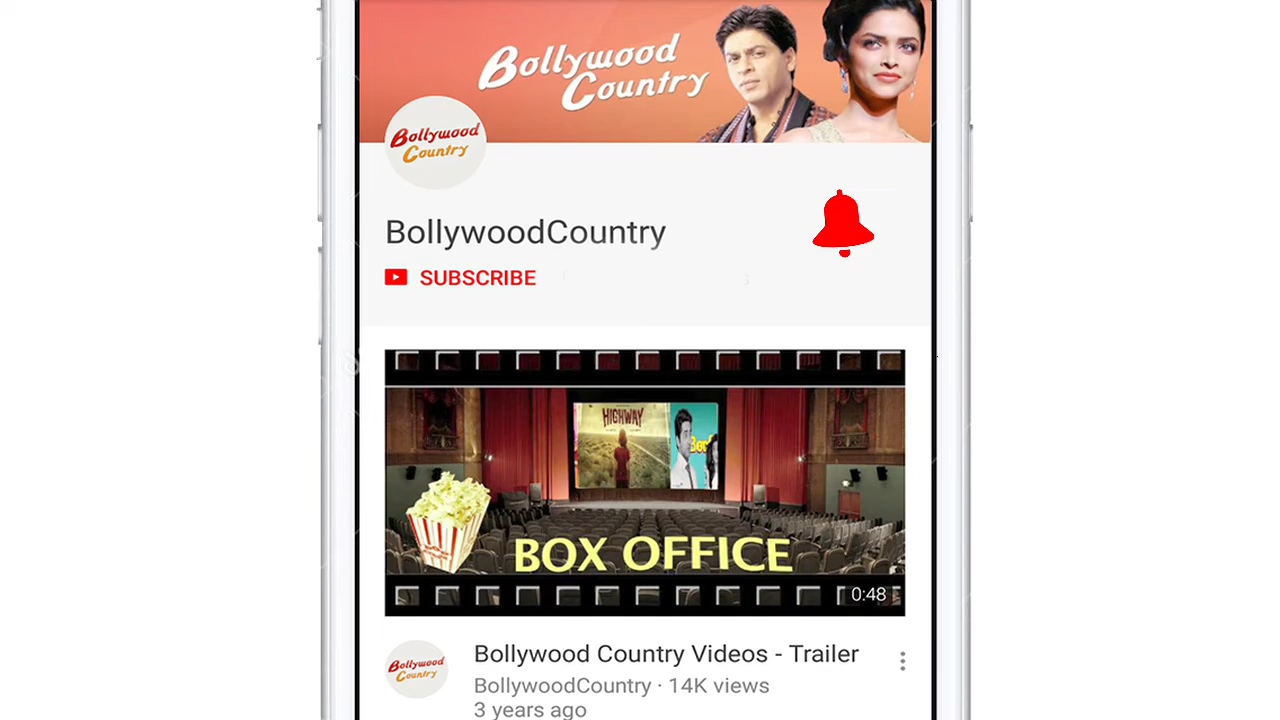 Bollywood
Country
Bollywood
Country
BollywoodCountry
SUBSCRIBE
HIGHWAY
BOX OFFICE
0:48
Bollywood Country Videos - Trailer
Bollywood
Country
BollywoodCountry · 14K views
3 years ago